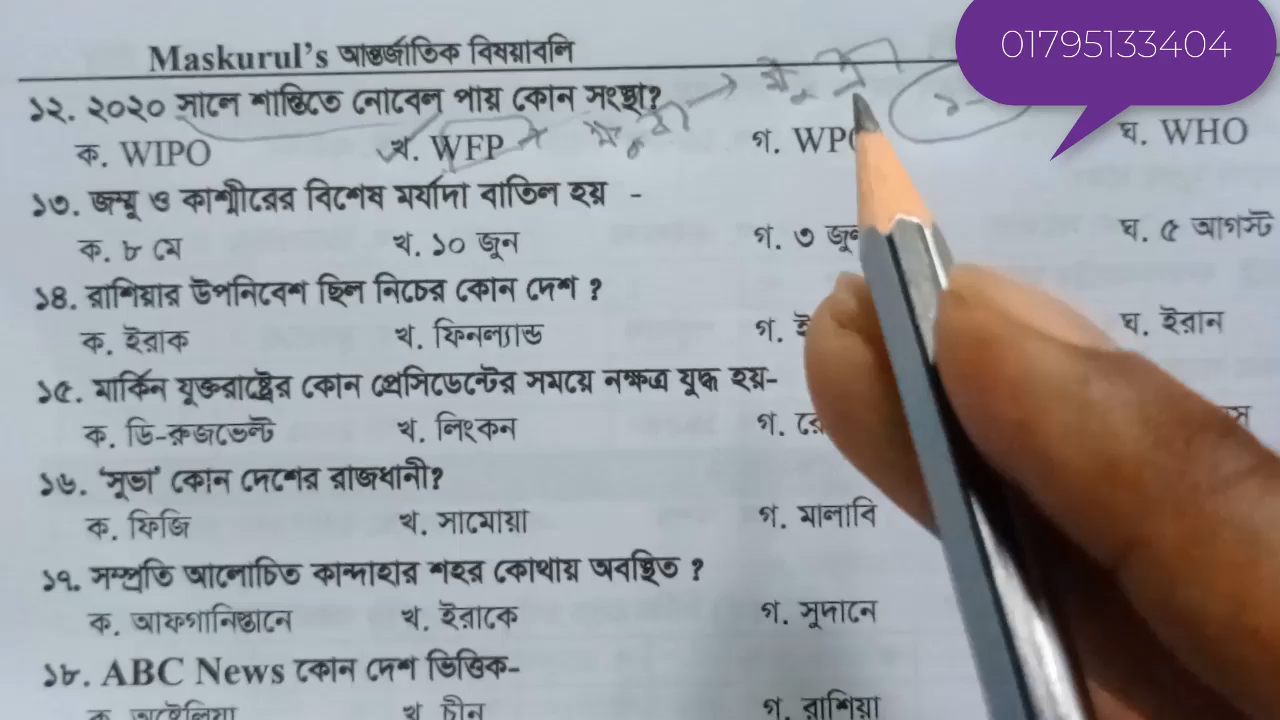 01795133404
Maskurul’s আন্তর্জাতিক বিষয়াবলি
১২. ২০২০ সালে শান্তিতে নোবেল পায় কোন সংস্থা?
ক. WIPO খ. WFP গ. ঘ. WHO
১৩. জম্মু ও কাশ্মীরের বিশেষ মর্যাদা বাতিল হয় -
ক. ৮ মে খ. ১০ জুন গ. ৩ ঘ. ৫ আগস্ট
১৪. রাশিয়ার উপনিবেশ ছিল নিচের কোন দেশ ?
ক. ইরাক খ. ফিনল্যান্ড গ. ঘ. ইরান
১৫. মার্কিন যুক্তরাষ্ট্রের কোন প্রেসিডেন্টের সময়ে নক্ষত্র যুদ্ধ হয়-
ক. ডি-রুজভেল্ট খ. লিংকন গ.
১৬. ‘সুভা’ কোন দেশের রাজধানী?
ক. ফিজি খ. সামোয়া গ. মালাবি
১৭. সম্প্রতি আলোচিত কান্দাহার শহর কোথায় অবস্থিত ?
ক. আফগানিস্তানে খ. ইরাকে গ. সুদানে
১৮. ABC News কোন দেশ ভিত্তিক-
ক. অস্ট্রেলিয়া খ. চীন গ. রাশিয়া